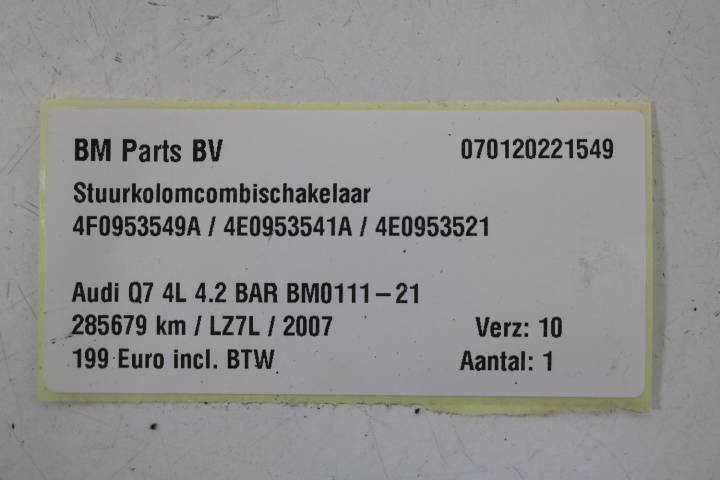 BM Parts BV 070120221549
Stuurkolomcombischakelaar
4F0953549A / 4E0953541A / 4E0953521
Audi Q7 4L 4.2 BAR BM0111-21
285679 km / LZ7L / 2007 Verz: 10
199 Euro incl. BTW Aantal: 1